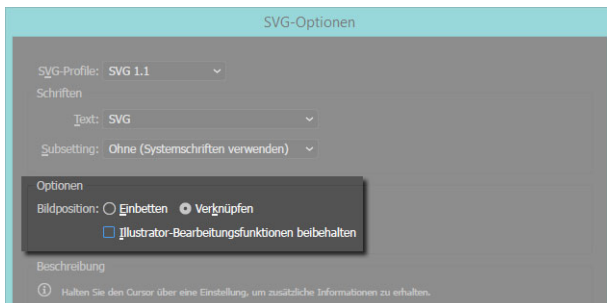 SVG-Optionen
SVG-Profile: SVG 1.1
Schriften
Text: SVG
Subsetting: Ohne (Systemschriften verwenden)
Optionen
Bildposition: Einbetten Verknüpfen
Illustrator-Bearbeitungsfunktionen beibehalten
Beschreibung
Halten Sie den Cursor über eine Einstellung, um zusätzliche Informationen zu erhalten.